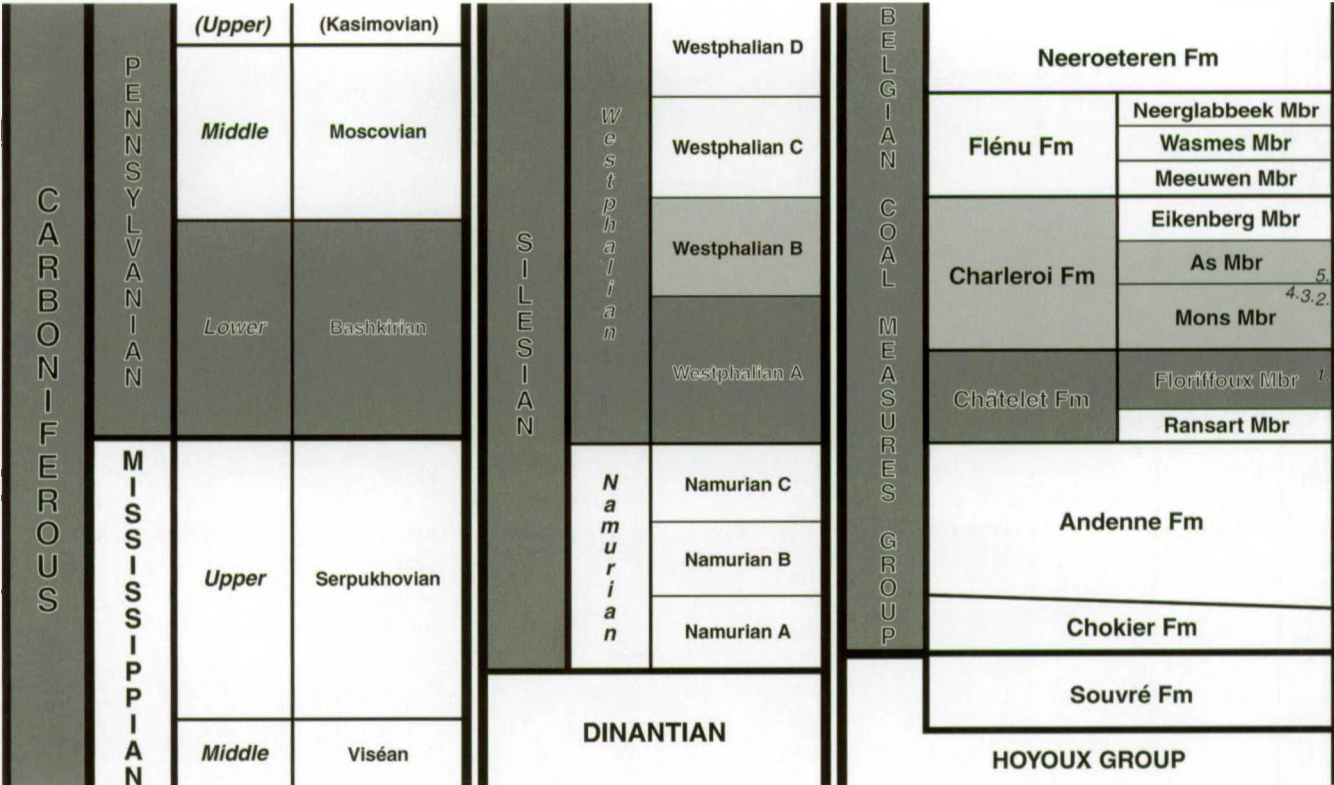 CARBONIFEROUS
PENNSYLVANIAN
(Upper)
(Kasimovian)
Middle
Moscovian
Lower
Bashkirian
MISSISSIPPIAN
Upper
Serpukhovian
Middle
Viséan
SILESIAN
Westphalian
Westphalian D
Westphalian C
Westphalian B
Westphalian A
Namurian
Namurian C
Namurian B
Namurian A
DINANTIAN
BELGIAN COAL MEASURES GROUP
Neeroeteren Fm
Flénu Fm
Neerglabbeek Mbr
Wasmes Mbr
Meeuwen Mbr
Charleroi Fm
Eikenberg Mbr
As Mbr
5.
4.3.2.
Mons Mbr
Châtelet Fm
Floriffoux Mbr
1.
Ransart Mbr
Andenne Fm
Chokier Fm
Souvré Fm
HOYOUX GROUP